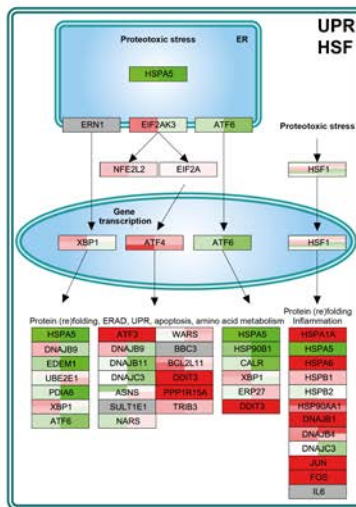 UPR
HSF
Proteotoxic stress
ER
HSPA5
ERN1
EIF2AK3
ATF6
Proteotoxic stress
NFE2L2
EIF2A
HSF1
Gene
transcription
XBP1
ATF4
ATF6
HSF1
Protein (re)folding, ERAD, UPR, apoptosis, amino acid metabolism
Protein (re)folding
Inflammation
HSPA5
DNAJB9
EDEM1
UBE2E1
PDIA6
XBP1
ATF6
ATF3
DNAJB9
DNAJB11
DNAJC3
ASNS
SULT1E1
NARS
WARS
BBC3
BCL2L11
DDIT3
PPP1R15A
TRIB3
HSPA5
HSP90B1
CALR
XBP1
ERP27
DDIT3
HSPA1A
HSPA5
HSPA6
HSPB1
HSPB2
HSP90AA1
DNAJB1
DNAJB4
DNAJC3
JUN
FOS
IL6